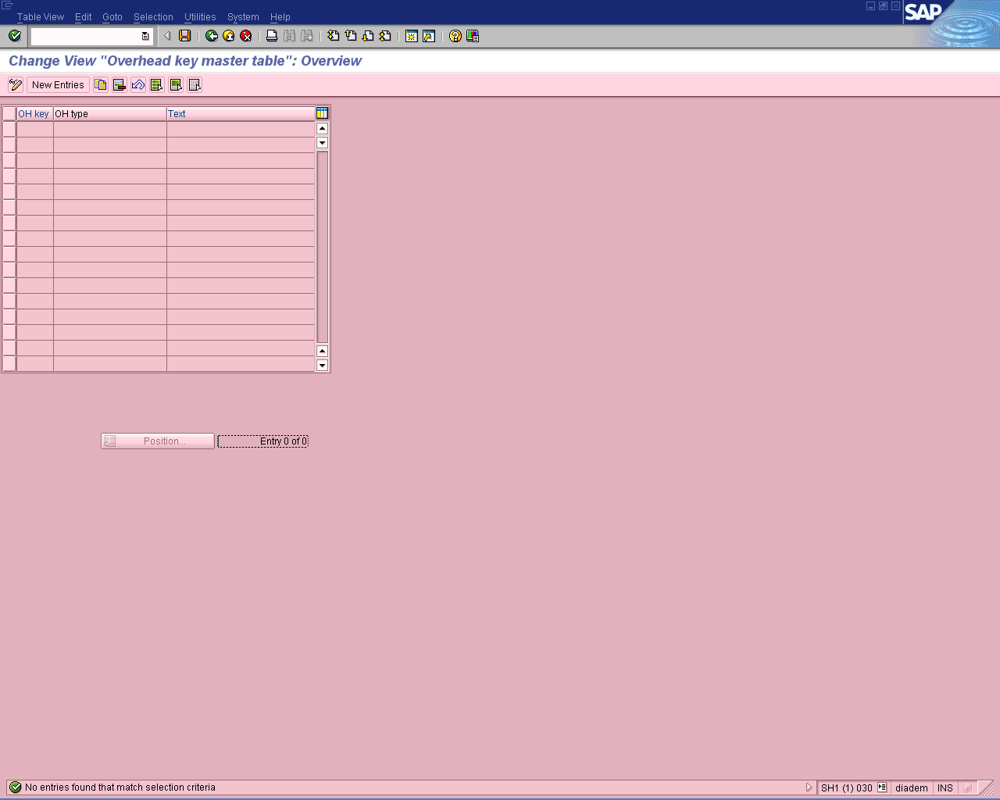 Table View Edit Goto Selection Utilities System Help
SAP
Change View "Overhead key master table": Overview
New Entries
OH key OH type Text
Position... Entry 0 of 0
No entries found that match selection criteria SH1 (1) 030 diadem INS